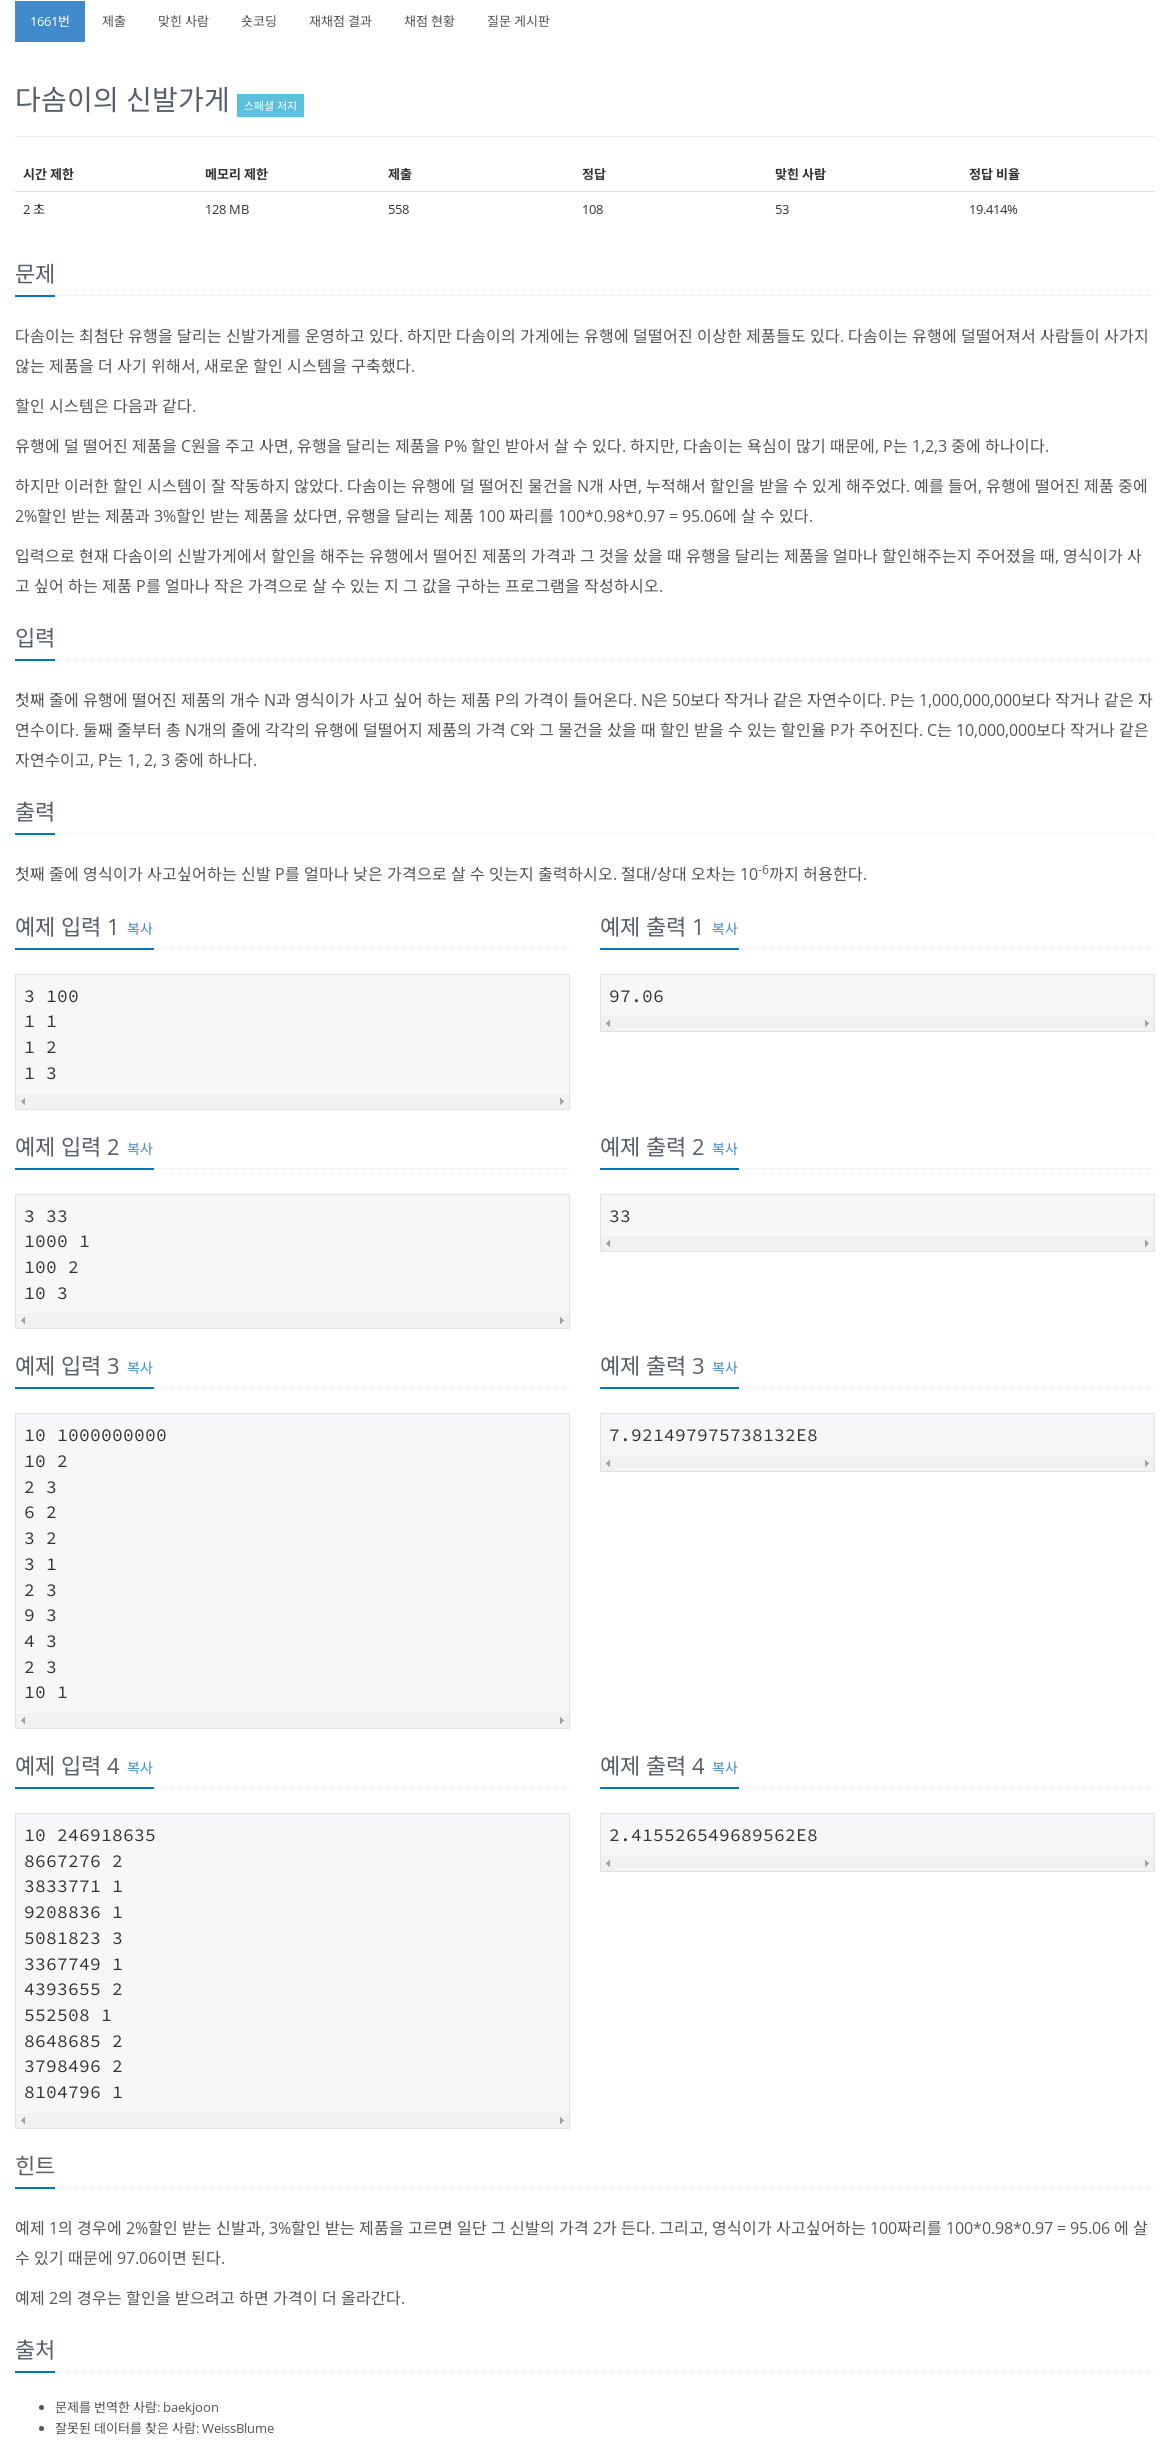 1661번 제출 맞힌 사람 숏코딩 재채점 결과 채점 현황 질문 게시판
다솜이의 신발가게 스페셜 저지
시간 제한 메모리 제한 제출 정답 맞힌 사람 정답 비율
2 초 128 MB 558 108 53 19.414%
문제
다솜이는 최첨단 유행을 달리는 신발가게를 운영하고 있다. 하지만 다솜이의 가게에는 유행에 덜떨어진 이상한 제품들도 있다. 다솜이는 유행에 덜떨어져서 사람들이 사가지
않는 제품을 더 사기 위해서, 새로운 할인 시스템을 구축했다.
할인 시스템은 다음과 같다.
유행에 덜 떨어진 제품을 C원을 주고 사면, 유행을 달리는 제품을 P% 할인 받아서 살 수 있다. 하지만, 다솜이는 욕심이 많기 때문에, P는 1,2,3 중에 하나이다.
하지만 이러한 할인 시스템이 잘 작동하지 않았다. 다솜이는 유행에 덜 떨어진 물건을 N개 사면, 누적해서 할인을 받을 수 있게 해주었다. 예를 들어, 유행에 떨어진 제품 중에
2%할인 받는 제품과 3%할인 받는 제품을 샀다면, 유행을 달리는 제품 100 짜리를 100*0.98*0.97 = 95.06에 살 수 있다.
입력으로 현재 다솜이의 신발가게에서 할인을 해주는 유행에서 떨어진 제품의 가격과 그 것을 샀을 때 유행을 달리는 제품을 얼마나 할인해주는지 주어졌을 때, 영식이가 사
고 싶어 하는 제품 P를 얼마나 작은 가격으로 살 수 있는 지 그 값을 구하는 프로그램을 작성하시오.
입력
첫째 줄에 유행에 떨어진 제품의 개수 N과 영식이가 사고 싶어 하는 제품 P의 가격이 들어온다. N은 50보다 작거나 같은 자연수이다. P는 1,000,000,000보다 작거나 같은 자
연수이다. 둘째 줄부터 총 N개의 줄에 각각의 유행에 덜떨어지 제품의 가격 C와 그 물건을 샀을 때 할인 받을 수 있는 할인율 P가 주어진다. C는 10,000,000보다 작거나 같은
자연수이고, P는 1, 2, 3 중에 하나다.
출력
첫째 줄에 영식이가 사고싶어하는 신발 P를 얼마나 낮은 가격으로 살 수 잇는지 출력하시오. 절대/상대 오차는 10-6까지 허용한다.
예제 입력 1 복사
3 100
1 1
1 2
1 3
예제 출력 1 복사
97.06
예제 입력 2 복사
3 33
1000 1
100 2
10 3
예제 출력 2 복사
33
예제 입력 3 복사
10 1000000000
10 2
2 3
6 2
3 2
3 1
2 3
9 3
4 3
2 3
10 1
예제 출력 3 복사
7.921497975738132E8
예제 입력 4 복사
10 246918635
8667276 2
3833771 1
9208836 1
5081823 3
3367749 1
4393655 2
552508 1
8648685 2
3798496 2
8104796 1
예제 출력 4 복사
2.415526549689562E8
힌트
예제 1의 경우에 2%할인 받는 신발과, 3%할인 받는 제품을 고르면 일단 그 신발의 가격 2가 든다. 그리고, 영식이가 사고싶어하는 100짜리를 100*0.98*0.97 = 95.06 에 살
수 있기 때문에 97.06이면 된다.
예제 2의 경우는 할인을 받으려고 하면 가격이 더 올라간다.
출처
문제를 번역한 사람: baekjoon
잘못된 데이터를 찾은 사람: WeissBlume